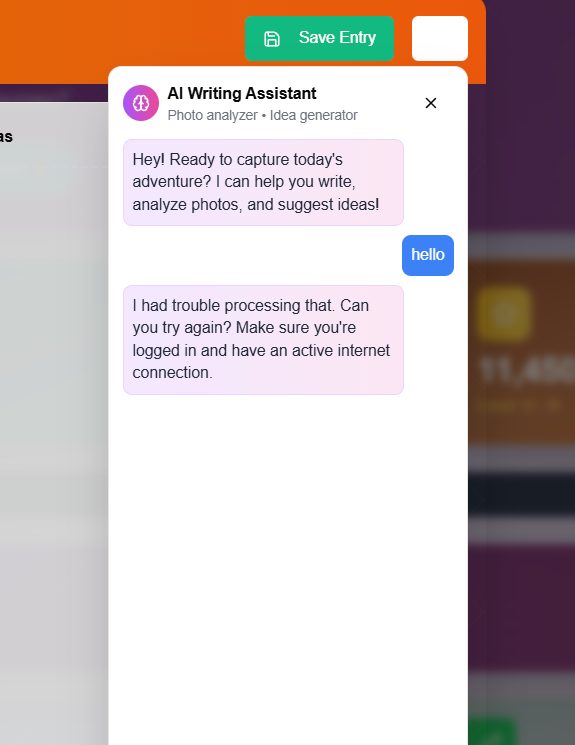 Save Entry
as
AI Writing Assistant
Photo analyzer • Idea generator
Hey! Ready to capture today's
adventure? I can help you write,
analyze photos, and suggest ideas!
hello
I had trouble processing that. Can
you try again? Make sure you're
logged in and have an active internet
connection.
11,450